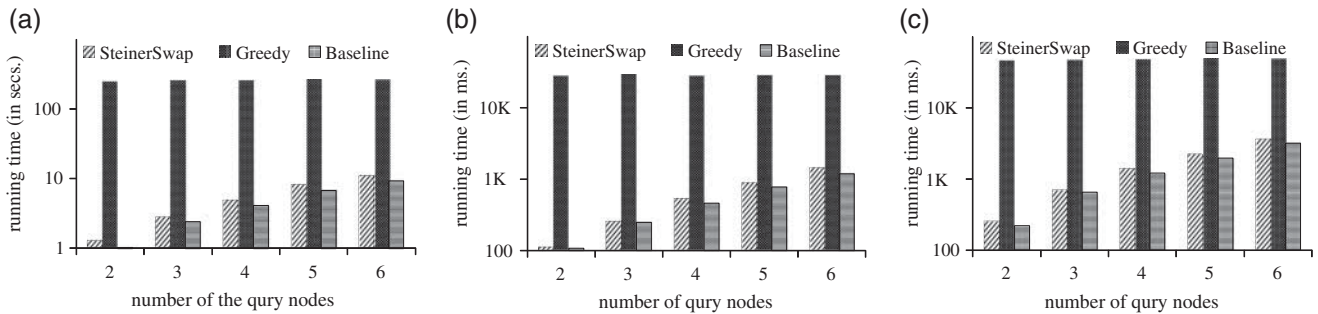 (a)
SteinerSwap Greedy Baseline
running time (in secs.)
100
10
1
2 3 4 5 6
number of the qury nodes
(b)
SteinerSwap Greedy Baseline
running time (in ms.)
10K
1K
100
2 3 4 5 6
number of qury nodes
(c)
SteinerSwap Greedy Baseline
running time (in ms.)
10K
1K
100
2 3 4 5 6
number of qury nodes